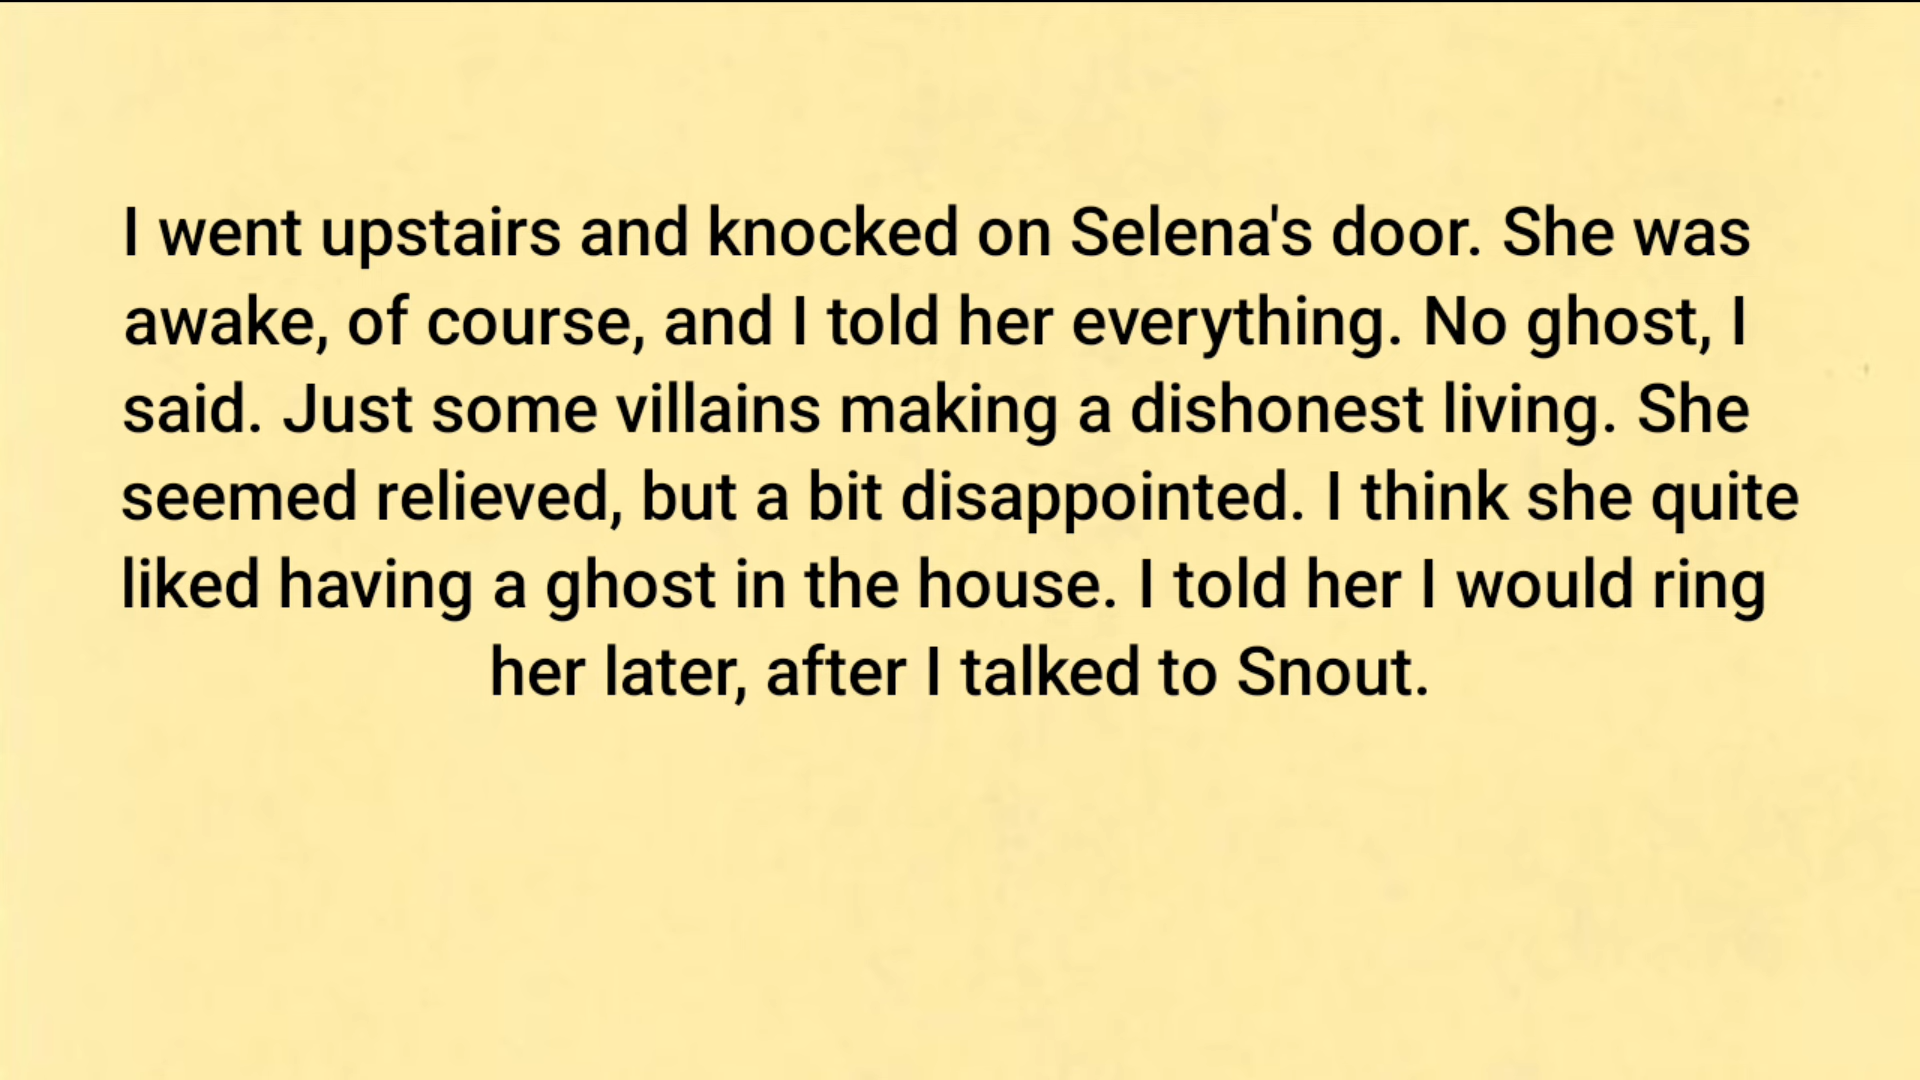 I went upstairs and knocked on Selena's door. She was
awake, of course, and I told her everything. No ghost, I
said. Just some villains making a dishonest living. She
seemed relieved, but a bit disappointed. I think she quite
liked having a ghost in the house. I told her I would ring
her later, after I talked to Snout.